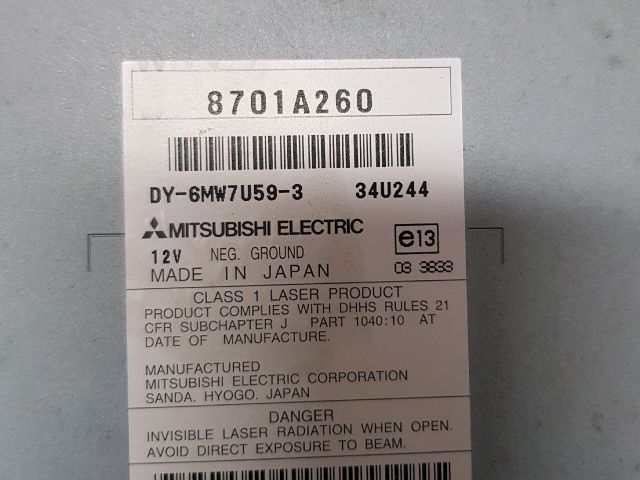 8701A260
DY-6MW7U59-3 34U244
MITSUBISHI ELECTRIC
12V NEG. GROUND e13
MADE IN JAPAN 03 3833
CLASS 1 LASER PRODUCT
PRODUCT COMPLIES WITH DHHS RULES 21
CFR SUBCHAPTER J PART 1040:10 AT
DATE OF MANUFACTURE.
MANUFACTURED
MITSUBISHI ELECTRIC CORPORATION
SANDA. HYOGO. JAPAN
DANGER
INVISIBLE LASER RADIATION WHEN OPEN.
AVOID DIRECT EXPOSURE TO BEAM.